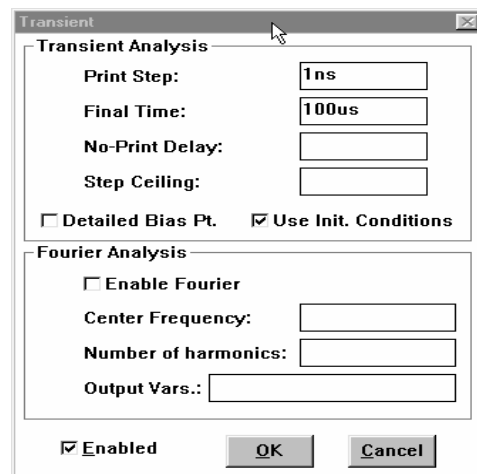 Transient
Transient Analysis
Print Step: 1ns
Final Time: 100us
No-Print Delay:
Step Ceiling:
Detailed Bias Pt. Use Init. Conditions
Fourier Analysis
Enable Fourier
Center Frequency:
Number of harmonics:
Output Vars.:
Enabled OK Cancel